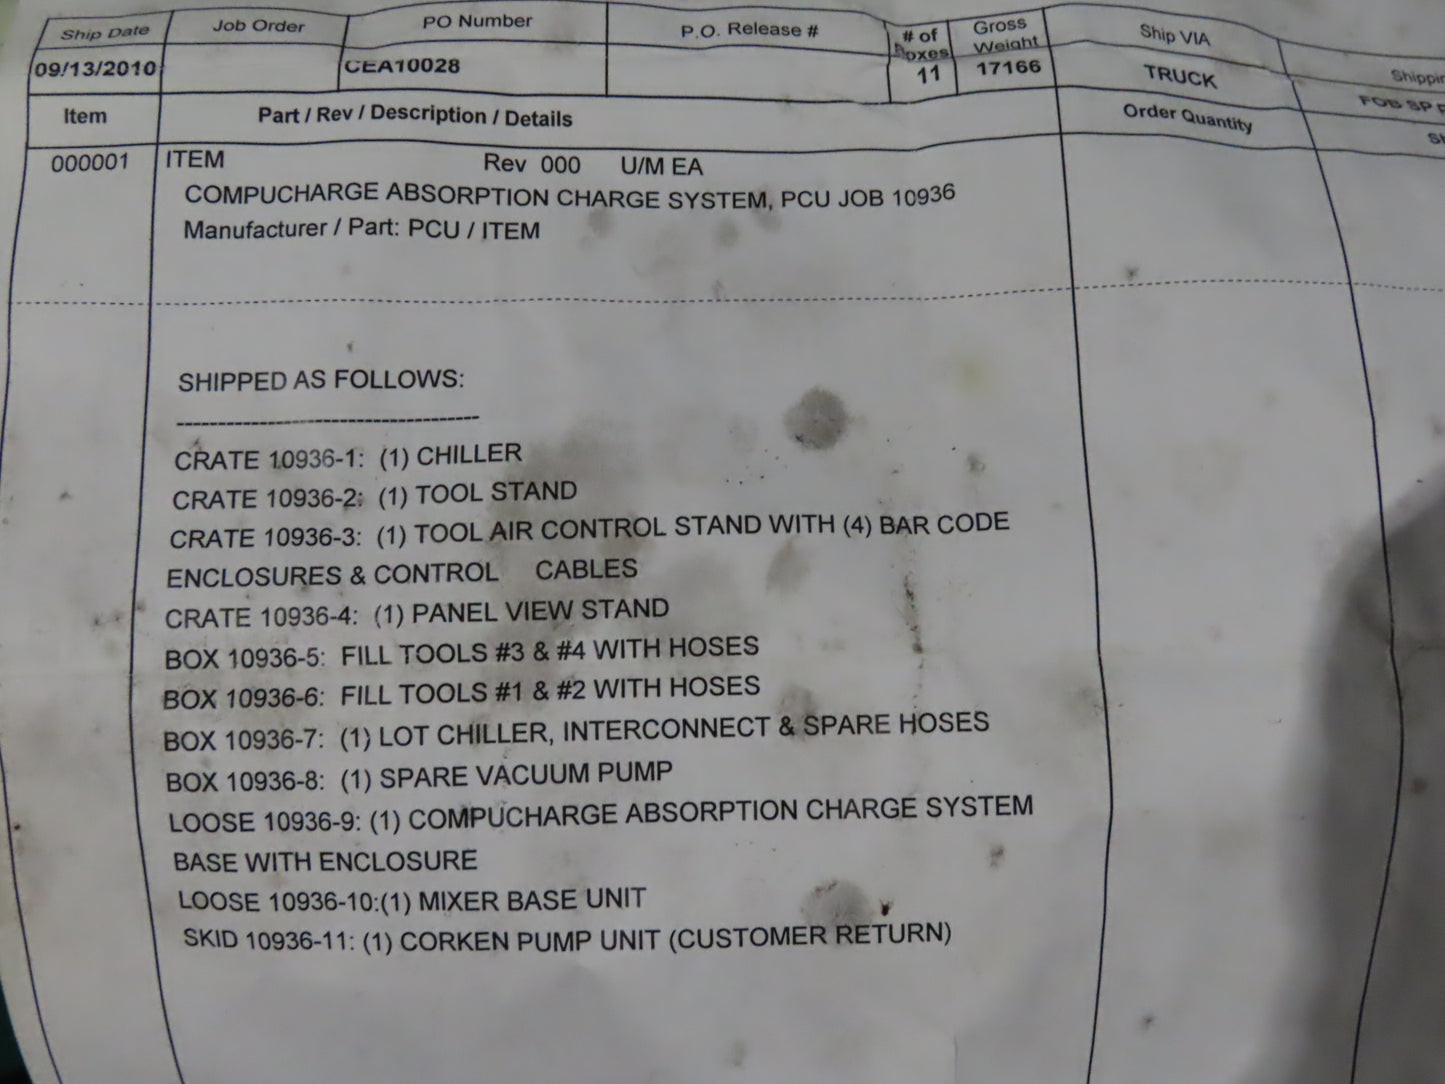 Ship Date Job Order PO Number P.O. Release # # of Boxes Gross Weight Ship VIA
09/13/2010 CEA10028 11 17166 TRUCK FOB SP
Item Part / Rev / Description / Details Order Quantity
000001 ITEM Rev 000 U/M EA
COMPUCHARGE ABSORPTION CHARGE SYSTEM, PCU JOB 10936
Manufacturer / Part: PCU / ITEM
SHIPPED AS FOLLOWS:
-------------------------------------
CRATE 10936-1: (1) CHILLER
CRATE 10936-2: (1) TOOL STAND
CRATE 10936-3: (1) TOOL AIR CONTROL STAND WITH (4) BAR CODE
ENCLOSURES & CONTROL CABLES
CRATE 10936-4: (1) PANEL VIEW STAND
BOX 10936-5: FILL TOOLS #3 & #4 WITH HOSES
BOX 10936-6: FILL TOOLS #1 & #2 WITH HOSES
BOX 10936-7: (1) LOT CHILLER, INTERCONNECT & SPARE HOSES
BOX 10936-8: (1) SPARE VACUUM PUMP
LOOSE 10936-9: (1) COMPUCHARGE ABSORPTION CHARGE SYSTEM
BASE WITH ENCLOSURE
LOOSE 10936-10:(1) MIXER BASE UNIT
SKID 10936-11: (1) CORKEN PUMP UNIT (CUSTOMER RETURN)